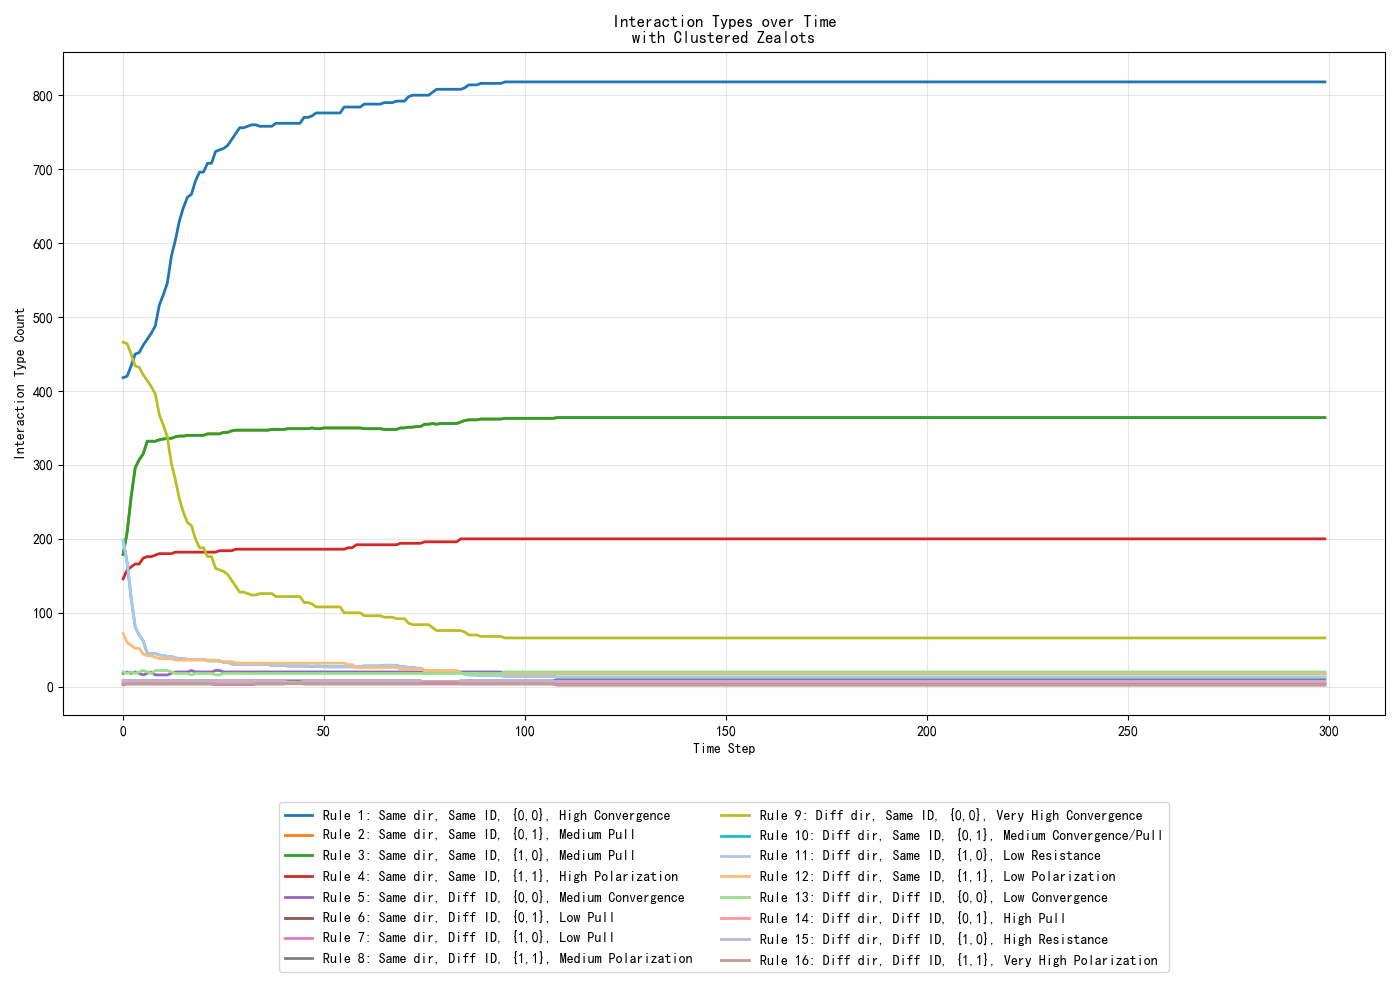 Interaction Types over Time
with Clustered Zealots
Interaction Type Count
800
700
600
500
400
300
200
100
0
0
50
100
150
200
250
300
Time Step
Rule 1: Same dir, Same ID, {0,0}, High Convergence
Rule 2: Same dir, Same ID, {0,1}, Medium Pull
Rule 3: Same dir, Same ID, {1,0}, Medium Pull
Rule 4: Same dir, Same ID, {1,1}, High Polarization
Rule 5: Same dir, Diff ID, {0,0}, Medium Convergence
Rule 6: Same dir, Diff ID, {0,1}, Low Pull
Rule 7: Same dir, Diff ID, {1,0}, Low Pull
Rule 8: Same dir, Diff ID, {1,1}, Medium Polarization
Rule 9: Diff dir, Same ID, {0,0}, Very High Convergence
Rule 10: Diff dir, Same ID, {0,1}, Medium Convergence/Pull
Rule 11: Diff dir, Same ID, {1,0}, Low Resistance
Rule 12: Diff dir, Same ID, {1,1}, Low Polarization
Rule 13: Diff dir, Diff ID, {0,0}, Low Convergence
Rule 14: Diff dir, Diff ID, {0,1}, High Pull
Rule 15: Diff dir, Diff ID, {1,0}, High Resistance
Rule 16: Diff dir, Diff ID, {1,1}, Very High Polarization